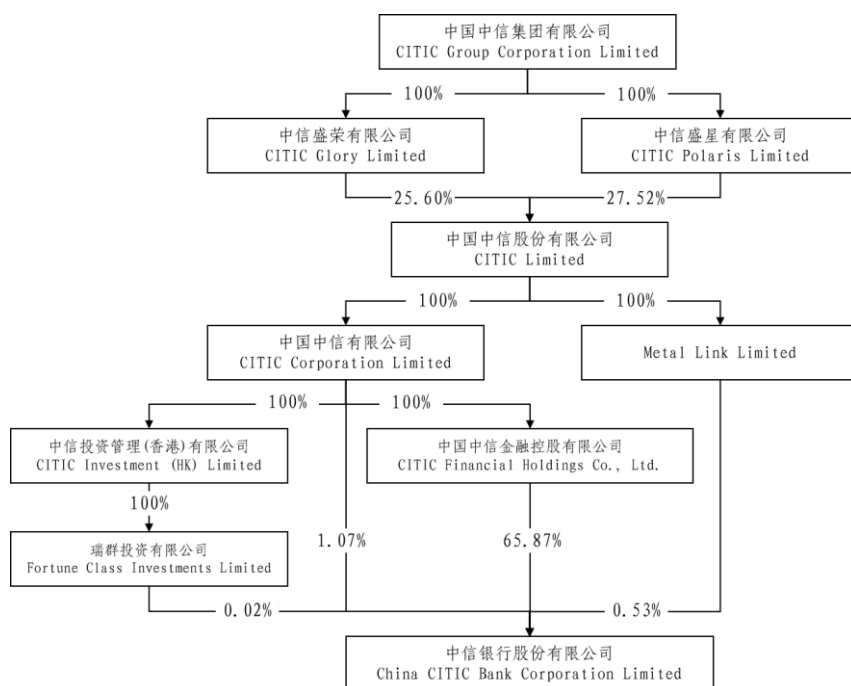 中国中信集团有限公司
CITIC Group Corporation Limited
100%
100%
中信盛荣有限公司
CITIC Glory Limited
中信盛星有限公司
CITIC Polaris Limited
25.60%
27.52%
中国中信股份有限公司
CITIC Limited
100%
100%
中国中信有限公司
CITIC Corporation Limited
Metal Link Limited
100%
100%
中信投资管理(香港)有限公司
CITIC Investment (HK) Limited
中国中信金融控股有限公司
CITIC Financial Holdings Co., Ltd.
100%
瑞群投资有限公司
Fortune Class Investments Limited
1.07%
65.87%
0.02%
0.53%
中信银行股份有限公司
China CITIC Bank Corporation Limited